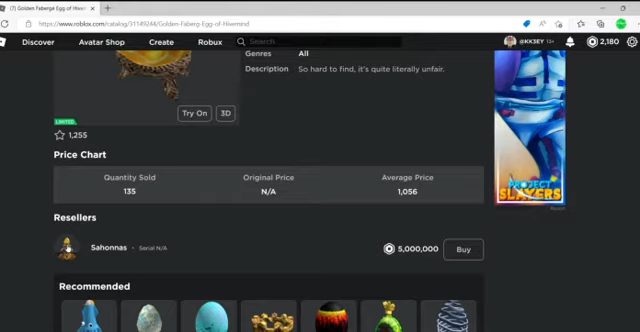 (7) Golden Fabergé Egg of Hivemind
https://www.roblox.com/catalog/31149244/Golden-Faberg-Egg-of-Hivemind
Discover Avatar Shop Create Robux Search @KK3EY 13+ 2,180
Genres All
Description So hard to find, it's quite literally unfair.
Try On 3D
LIMITED
1,255
Price Chart
Quantity Sold Original Price Average Price
135 N/A 1,056
PROJECT
SLAYERS
Resellers
Sahonnas - Serial N/A 5,000,000 Buy
Recommended